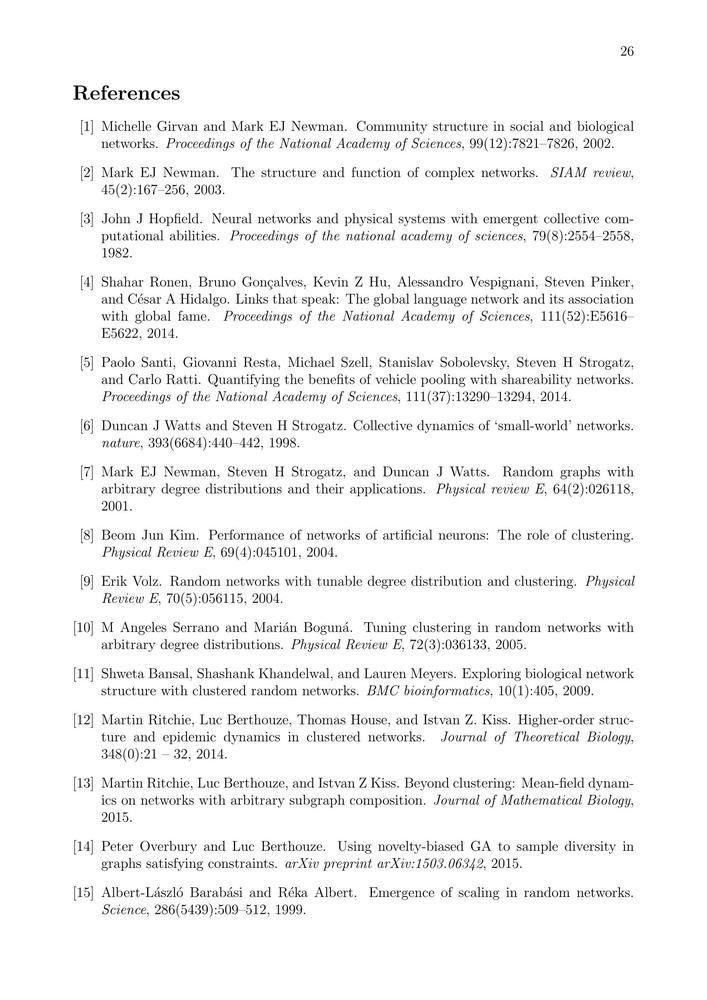 26
References
[1] Michelle Girvan and Mark EJ Newman. Community structure in social and biological
networks. Proceedings of the National Academy of Sciences, 99(12):7821–7826, 2002.
[2] Mark EJ Newman. The structure and function of complex networks. SIAM review,
45(2):167–256, 2003.
[3] John J Hopfield. Neural networks and physical systems with emergent collective com-
putational abilities. Proceedings of the national academy of sciences, 79(8):2554–2558,
1982.
[4] Shahar Ronen, Bruno Gonçalves, Kevin Z Hu, Alessandro Vespignani, Steven Pinker,
and César A Hidalgo. Links that speak: The global language network and its association
with global fame. Proceedings of the National Academy of Sciences, 111(52):E5616–
E5622, 2014.
[5] Paolo Santi, Giovanni Resta, Michael Szell, Stanislav Sobolevsky, Steven H Strogatz,
and Carlo Ratti. Quantifying the benefits of vehicle pooling with shareability networks.
Proceedings of the National Academy of Sciences, 111(37):13290–13294, 2014.
[6] Duncan J Watts and Steven H Strogatz. Collective dynamics of ‘small-world’ networks.
nature, 393(6684):440–442, 1998.
[7] Mark EJ Newman, Steven H Strogatz, and Duncan J Watts. Random graphs with
arbitrary degree distributions and their applications. Physical review E, 64(2):026118,
2001.
[8] Beom Jun Kim. Performance of networks of artificial neurons: The role of clustering.
Physical Review E, 69(4):045101, 2004.
[9] Erik Volz. Random networks with tunable degree distribution and clustering. Physical
Review E, 70(5):056115, 2004.
[10] M Angeles Serrano and Marián Boguná. Tuning clustering in random networks with
arbitrary degree distributions. Physical Review E, 72(3):036133, 2005.
[11] Shweta Bansal, Shashank Khandelwal, and Lauren Meyers. Exploring biological network
structure with clustered random networks. BMC bioinformatics, 10(1):405, 2009.
[12] Martin Ritchie, Luc Berthouze, Thomas House, and Istvan Z. Kiss. Higher-order struc-
ture and epidemic dynamics in clustered networks. Journal of Theoretical Biology,
348(0):21 – 32, 2014.
[13] Martin Ritchie, Luc Berthouze, and Istvan Z Kiss. Beyond clustering: Mean-field dynam-
ics on networks with arbitrary subgraph composition. Journal of Mathematical Biology,
2015.
[14] Peter Overbury and Luc Berthouze. Using novelty-biased GA to sample diversity in
graphs satisfying constraints. arXiv preprint arXiv:1503.06342, 2015.
[15] Albert-László Barabási and Réka Albert. Emergence of scaling in random networks.
Science, 286(5439):509–512, 1999.